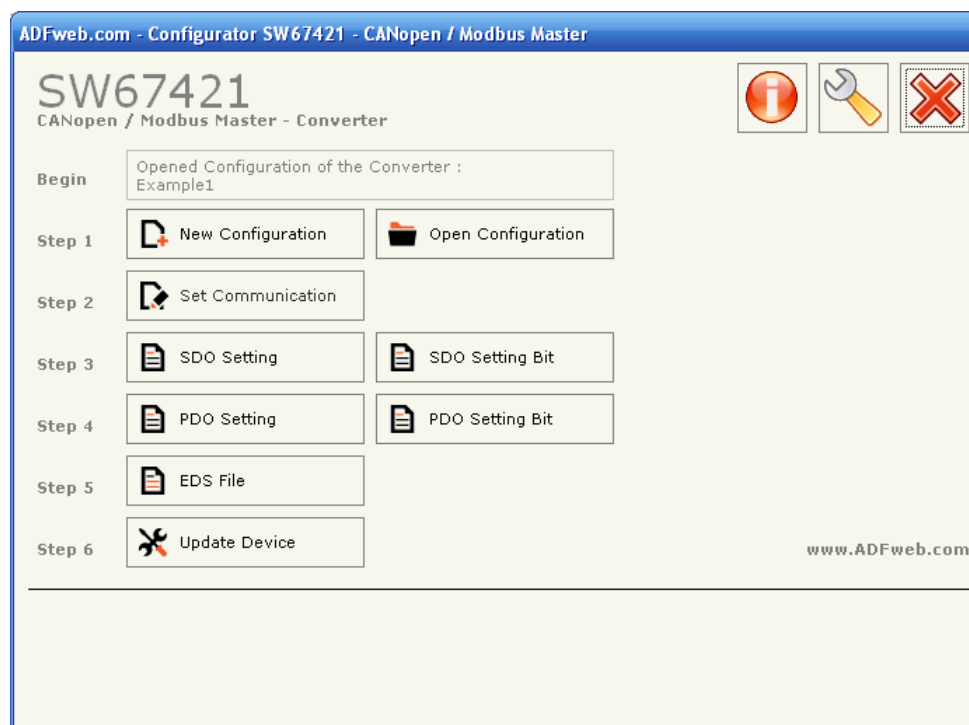 ADFweb.com - Configurator SW67421 - CANopen / Modbus Master
SW67421
CANopen / Modbus Master - Converter
Begin
Opened Configuration of the Converter :
Example1
Step 1
New Configuration
Open Configuration
Step 2
Set Communication
Step 3
SDO Setting
SDO Setting Bit
Step 4
PDO Setting
PDO Setting Bit
Step 5
EDS File
Step 6
Update Device
www.ADFweb.com